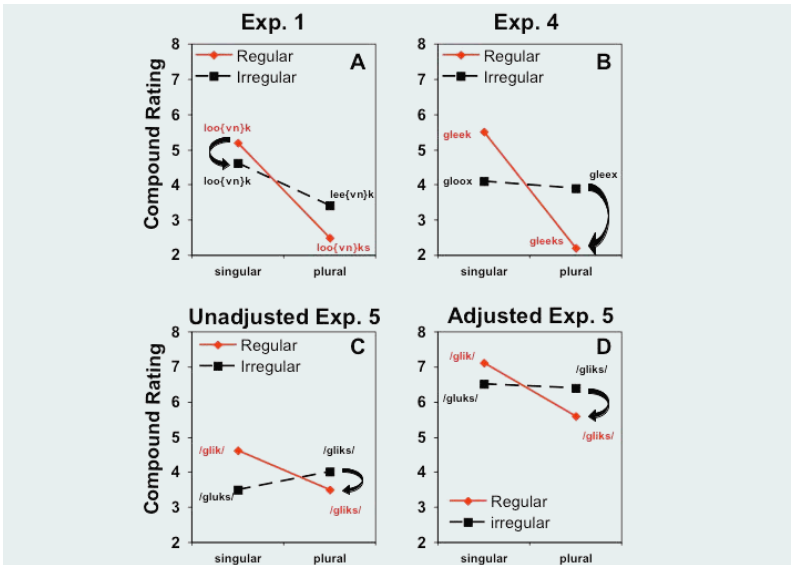 Exp. 1
Exp. 4
8
7
6
5
4
3
2
Compound Rating
Regular
Irregular
A
loo{vn}k
loo{vn}k
lee{vn}k
loo{vn}ks
singular
plural
8
7
6
5
4
3
2
Regular
Irregular
B
gleek
gloox
gleex
gleeks
singular
plural
Unadjusted Exp. 5
Adjusted Exp. 5
8
7
6
5
4
3
2
Compound Rating
Regular
Irregular
C
/glik/
/gluks/
/gliks/
/gliks/
singular
plural
8
7
6
5
4
3
2
D
/glik/
/gluks/
/gliks/
/gliks/
Regular
irregular
singular
plural